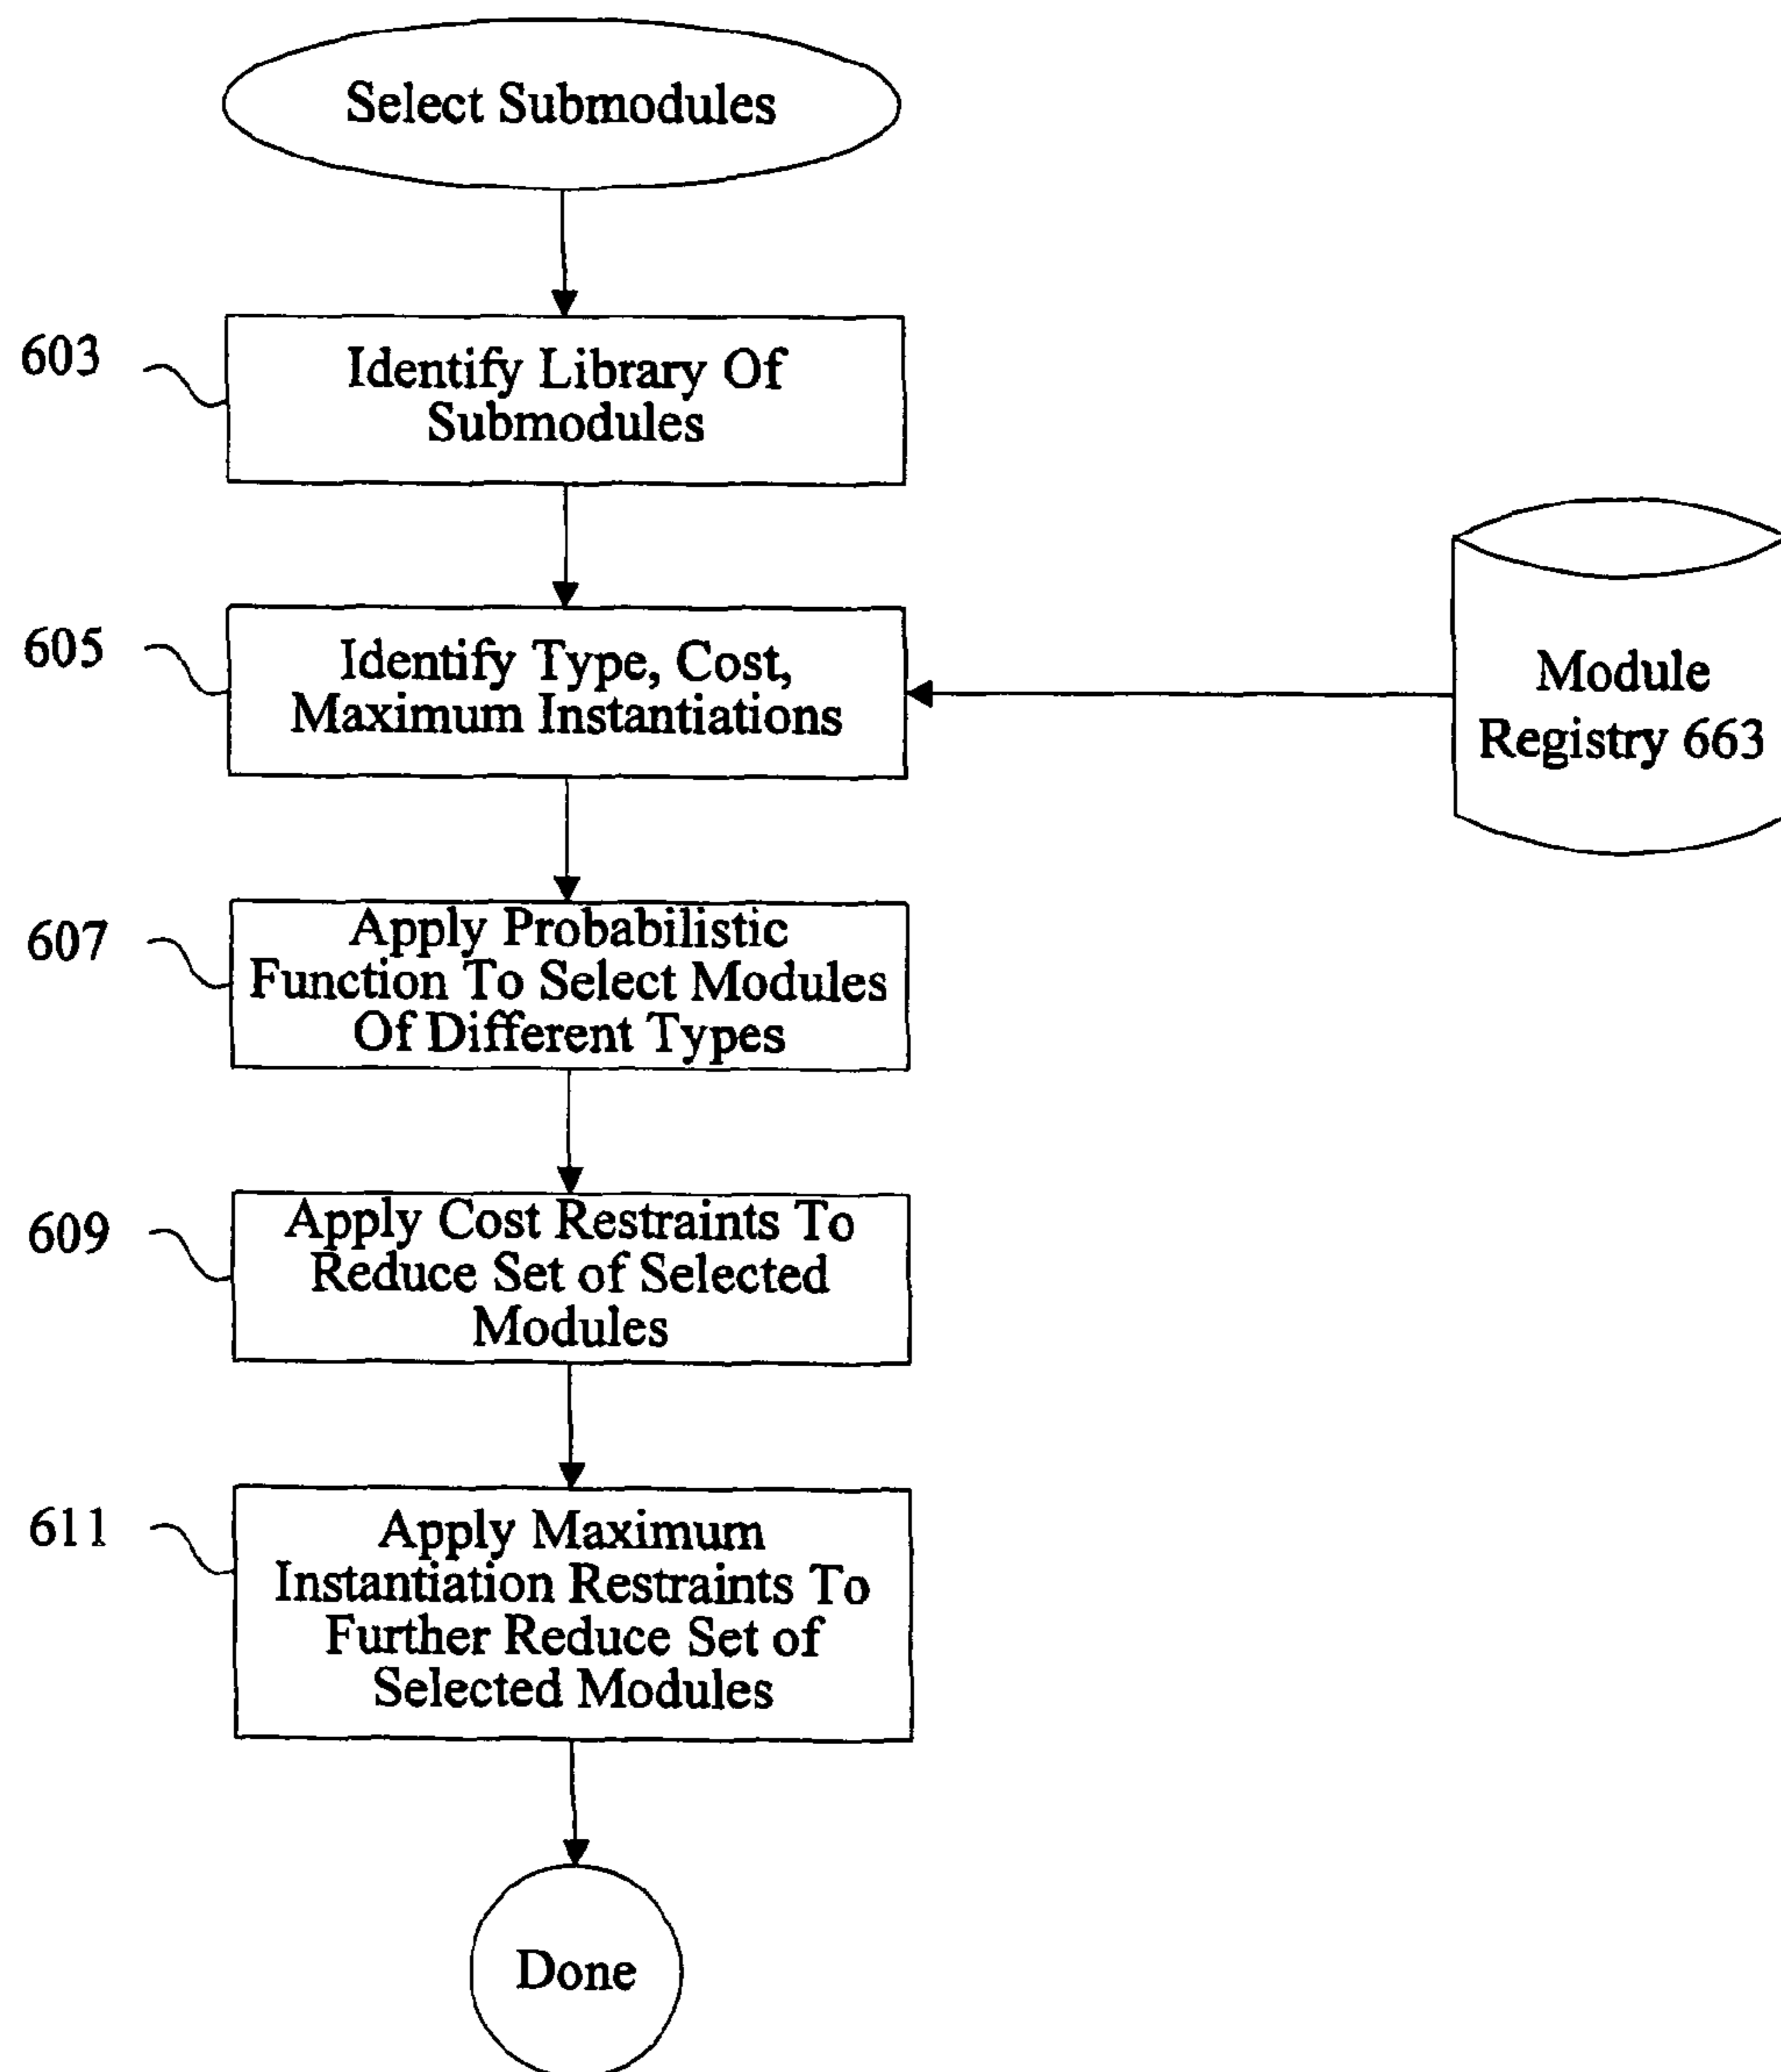 Select Submodules
603
Identify Library Of
Submodules
605
Identify Type, Cost,
Maximum Instantiations
Module
Registry 663
607
Apply Probabilistic
Function To Select Modules
Of Different Types
609
Apply Cost Restraints To
Reduce Set of Selected
Modules
611
Apply Maximum
Instantiation Restraints To
Further Reduce Set of
Selected Modules
Done